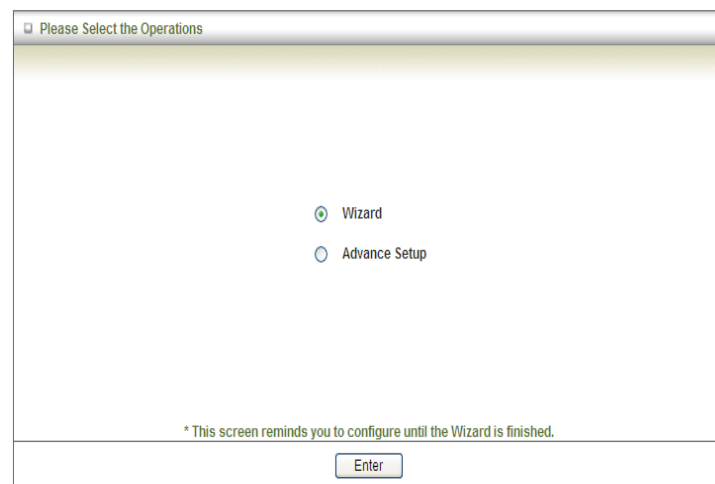 Please Select the Operations
Wizard
Advance Setup
* This screen reminds you to configure until the Wizard is finished.
Enter